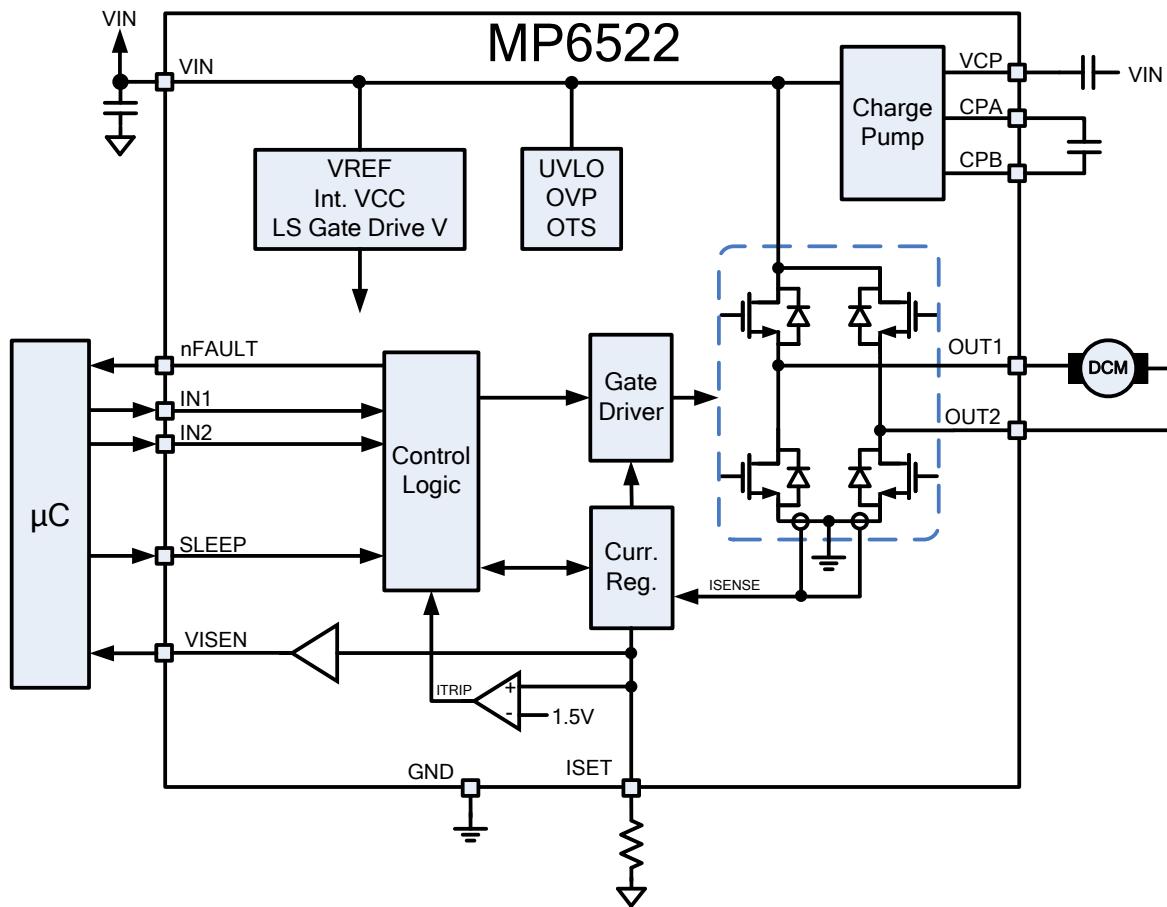 VIN
MP6522
VIN
VCP
VIN
CPA
CPB
Charge
Pump
VREF
Int. VCC
LS Gate Drive V
UVLO
OVP
OTS
nFAULT
IN1
IN2
SLEEP
VISEN
µC
Control
Logic
Gate
Driver
Curr.
Reg.
ISENSE
OUT1
OUT2
DCM
ITRIP
+
-
1.5V
GND
ISET